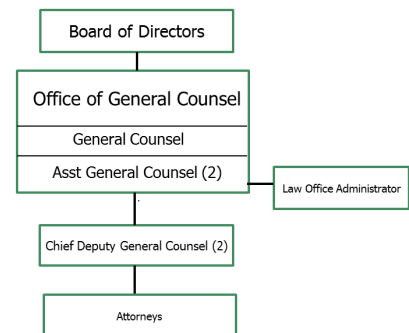 Board of Directors
Office of General Counsel
General Counsel
Asst General Counsel (2)
Law Office Administrator
Chief Deputy General Counsel (2)
Attorneys